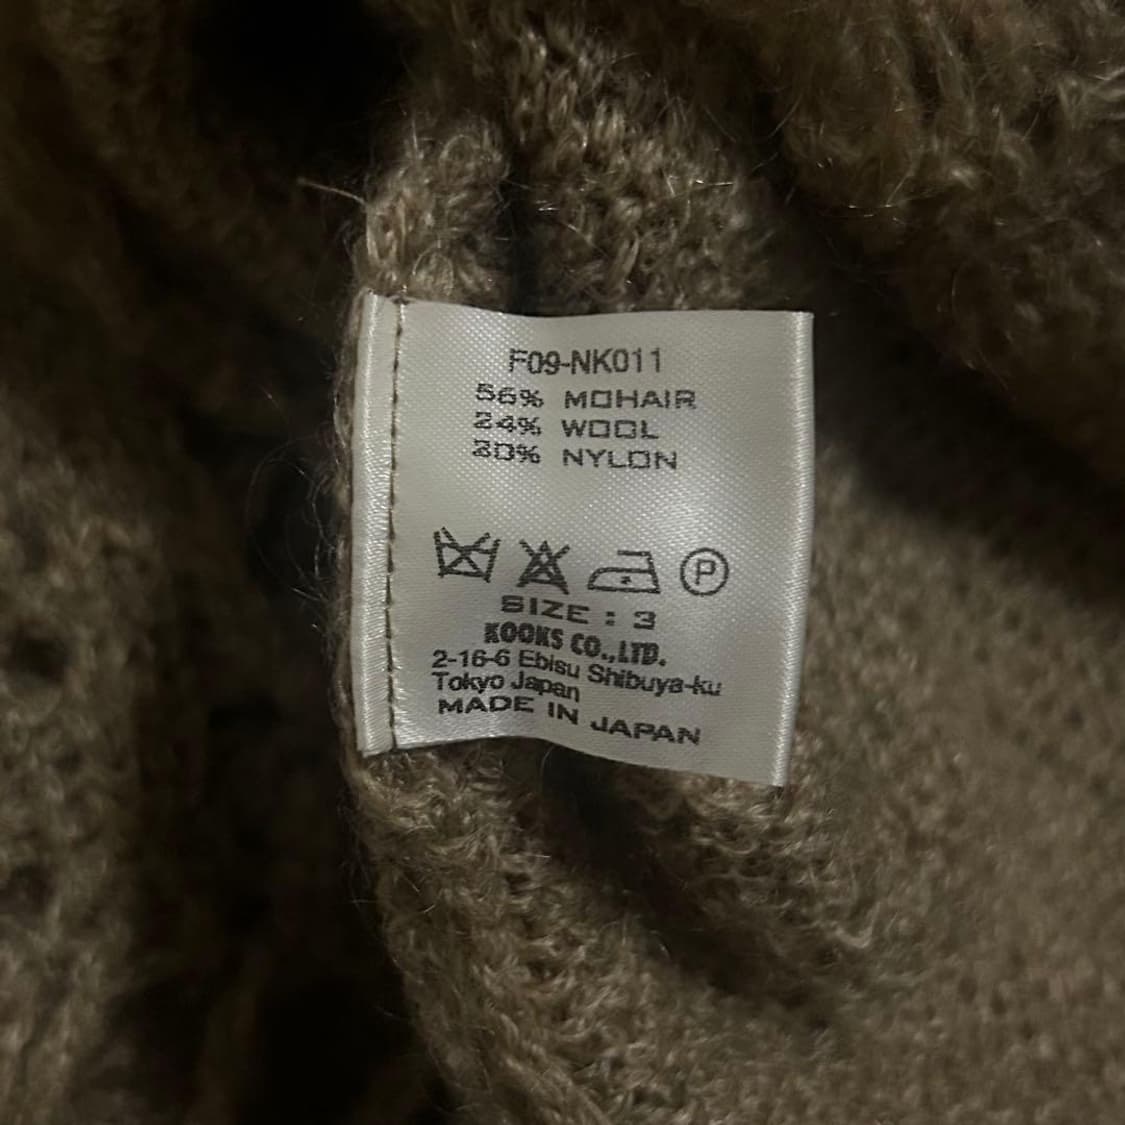 F09-NK011
56% MOHAIR
24% WOOL
20% NYLON
P
SIZE : 3
KOOKS CO.,LTD.
2-16-6 Ebisu Shibuya-ku
Tokyo Japan
MADE IN JAPAN